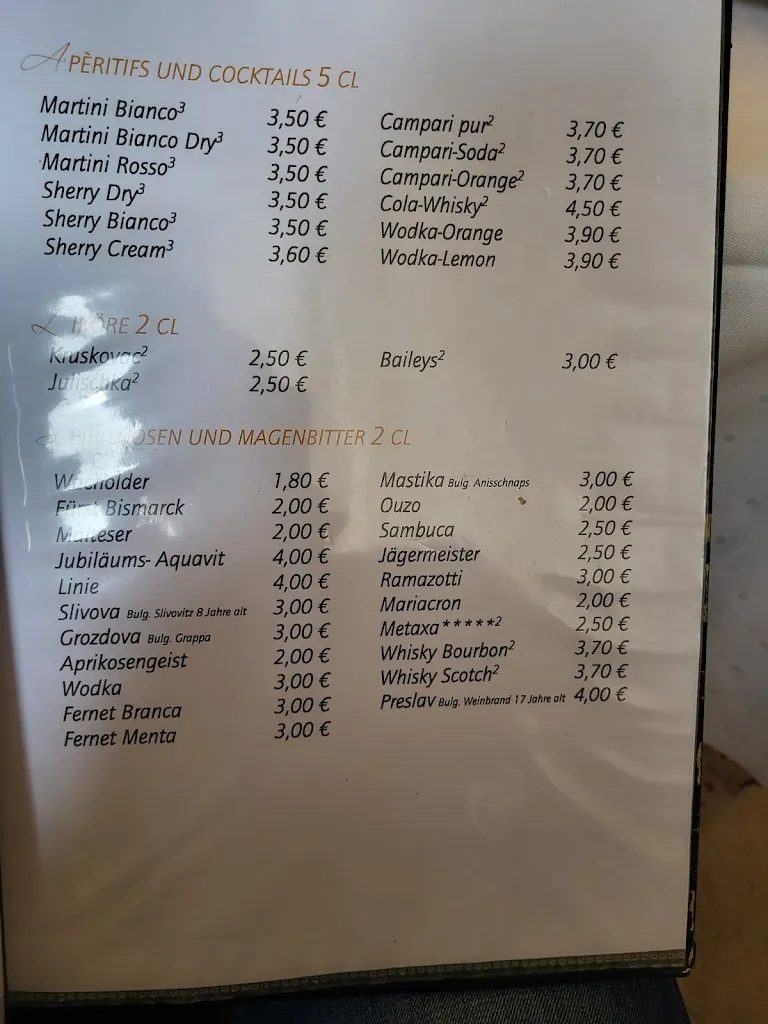 APÈRITIFS UND COCKTAILS 5 CL
Martini Bianco³ 3,50 €
Martini Bianco Dry³ 3,50 €
Martini Rosso³ 3,50 €
Sherry Dry³ 3,50 €
Sherry Bianco³ 3,50 €
Sherry Cream³ 3,60 €
Campari pur² 3,70 €
Campari-Soda² 3,70 €
Campari-Orange² 3,70 €
Cola-Whisky² 4,50 €
Wodka-Orange 3,90 €
Wodka-Lemon 3,90 €
LIKÖRE 2 CL
Kruskovac² 2,50 €
Julischka² 2,50 €
Baileys² 3,00 €
SPIRITUOSEN UND MAGENBITTER 2 CL
Wacholder 1,80 €
Fürst Bismarck 2,00 €
Malteser 2,00 €
Jubiläums- Aquavit 4,00 €
Linie 4,00 €
Slivova Bulg. Slivovitz 8 Jahre alt 3,00 €
Grozdova Bulg. Grappa 3,00 €
Aprikosengeist 2,00 €
Wodka 3,00 €
Fernet Branca 3,00 €
Fernet Menta 3,00 €
Mastika Bulg. Anisschnaps 3,00 €
Ouzo 2,00 €
Sambuca 2,50 €
Jägermeister 2,50 €
Ramazotti 3,00 €
Mariacron 2,00 €
Metaxa*****² 2,50 €
Whisky Bourbon² 3,70 €
Whisky Scotch² 3,70 €
Preslav Bulg. Weinbrand 17 Jahre alt 4,00 €